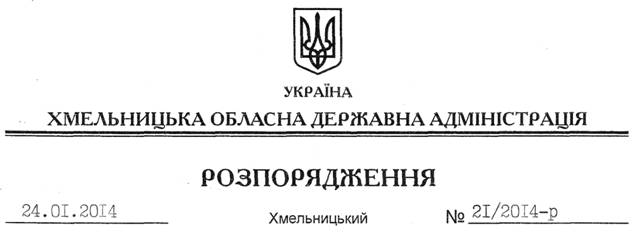 УКРАЇНА
ХМЕЛЬНИЦЬКА ОБЛАСНА ДЕРЖАВНА АДМІНІСТРАЦІЯ
РОЗПОРЯДЖЕННЯ
24.01.2014 Хмельницький № 21/2014-р